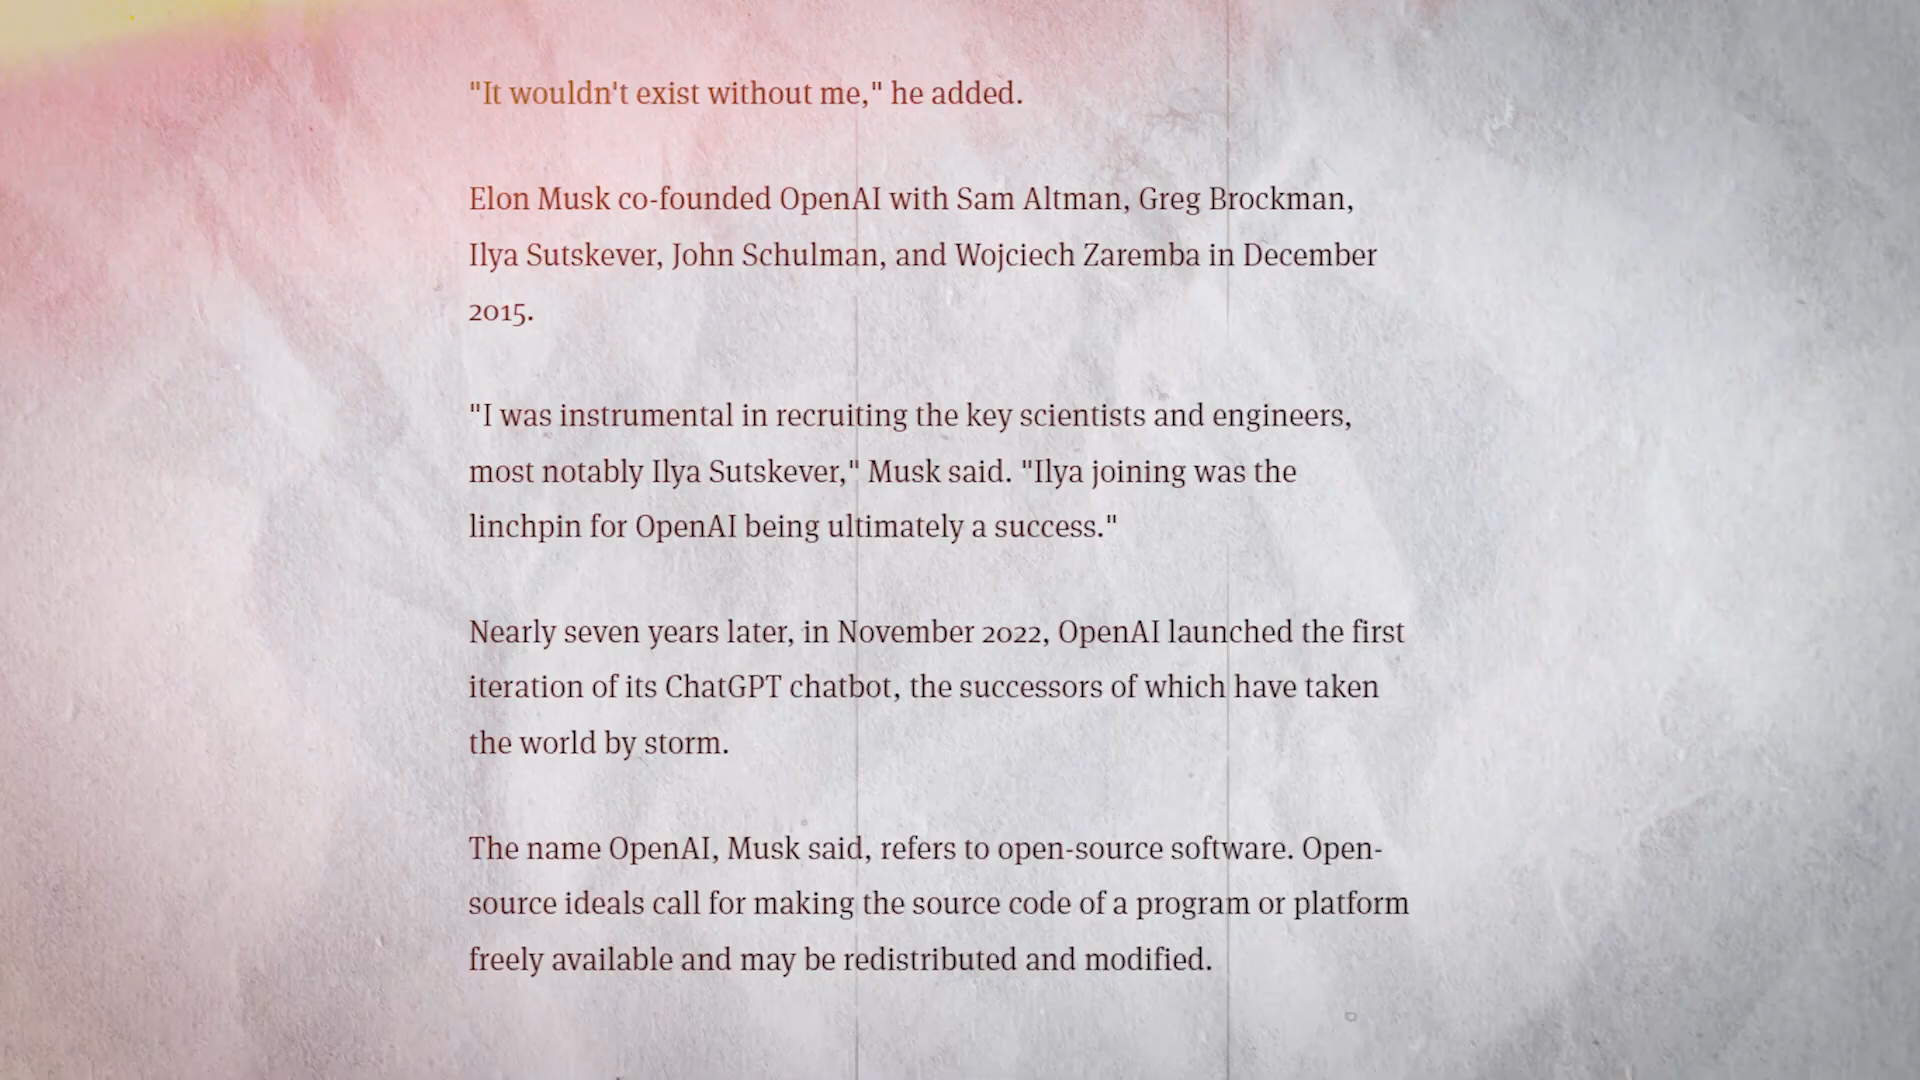 "It wouldn't exist without me," he added.
Elon Musk co-founded OpenAI with Sam Altman, Greg Brockman,
Ilya Sutskever, John Schulman, and Wojciech Zaremba in December
2015.
"I was instrumental in recruiting the key scientists and engineers,
most notably Ilya Sutskever," Musk said. "Ilya joining was the
linchpin for OpenAI being ultimately a success."
Nearly seven years later, in November 2022, OpenAI launched the first
iteration of its ChatGPT chatbot, the successors of which have taken
the world by storm.
The name OpenAI, Musk said, refers to open-source software. Open-
source ideals call for making the source code of a program or platform
freely available and may be redistributed and modified.